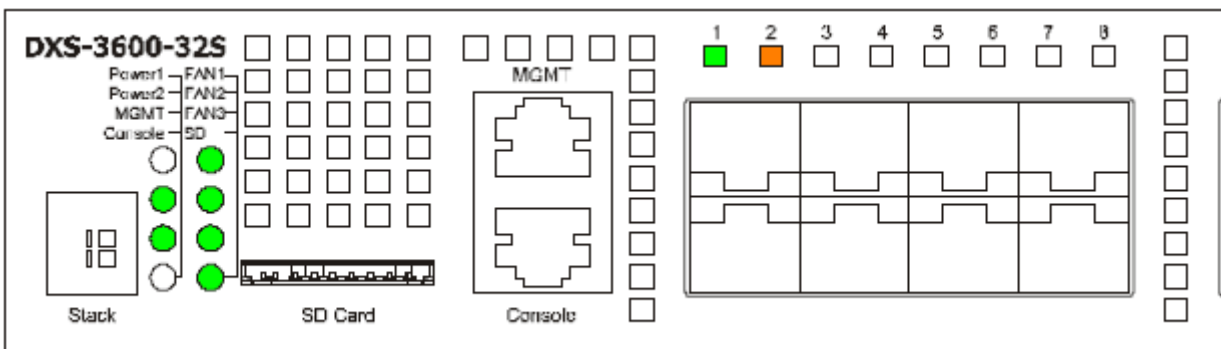 DXS-3600-32S
Power1 FAN1
Power2 FAN2
MGMT FAN3
Console SD
MGMT
1 2 3 4 5 6 7 8
Stack
SD Card
Console